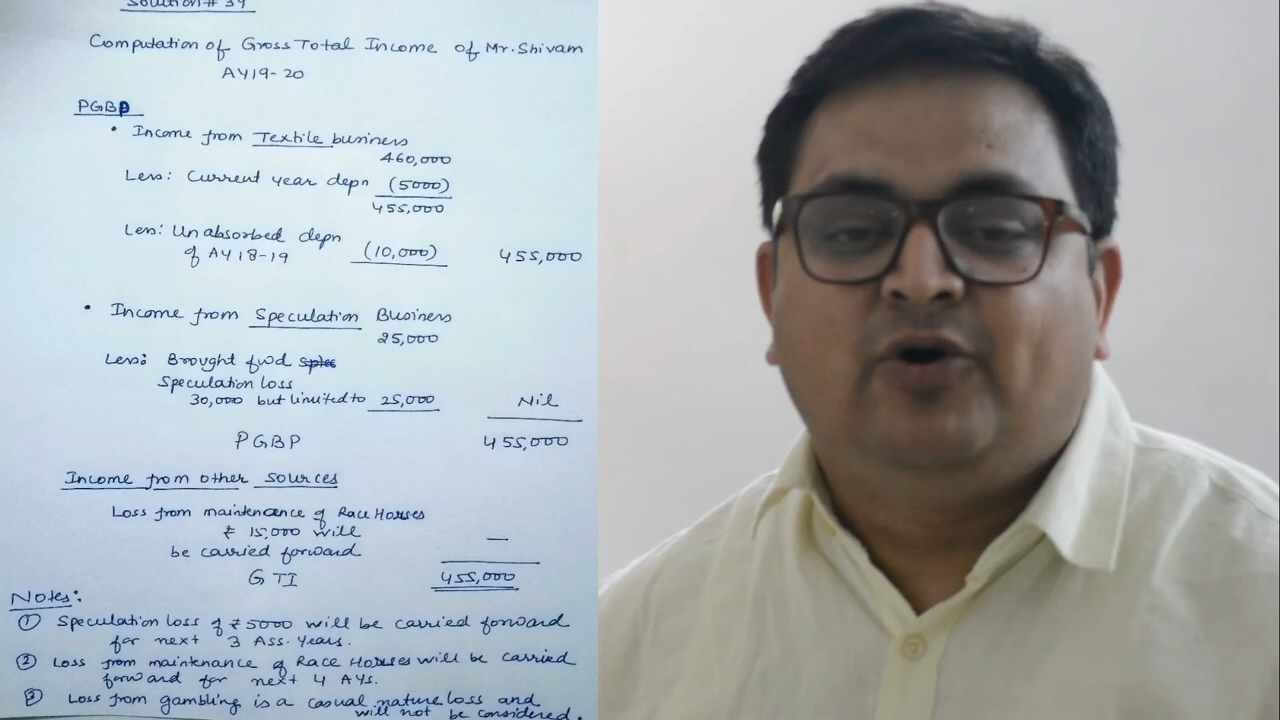 Solution # 39
Computation of Gross Total Income of Mr. Shivam
AY19-20
PGBP
• Income from Textile business
460,000
Less: Current year depn (5000)
455,000
Less: Unabsorbed depn
of AY18-19 (10,000) 455,000
• Income from Speculation Business
25,000
Less: Brought fwd
Speculation loss
30,000 but limited to 25,000 Nil
PGBP 455,000
Income from other sources
Loss from maintenance of Race Horses
₹ 15,000 will —
be carried forward
GTI 455,000
Notes:
① Speculation loss of ₹5000 will be carried forward
for next 3 Ass. Years.
② Loss from maintenance of Race Horses will be carried
forward for next 4 AYs.
③ Loss from gambling is a casual nature loss and
will not be considered.